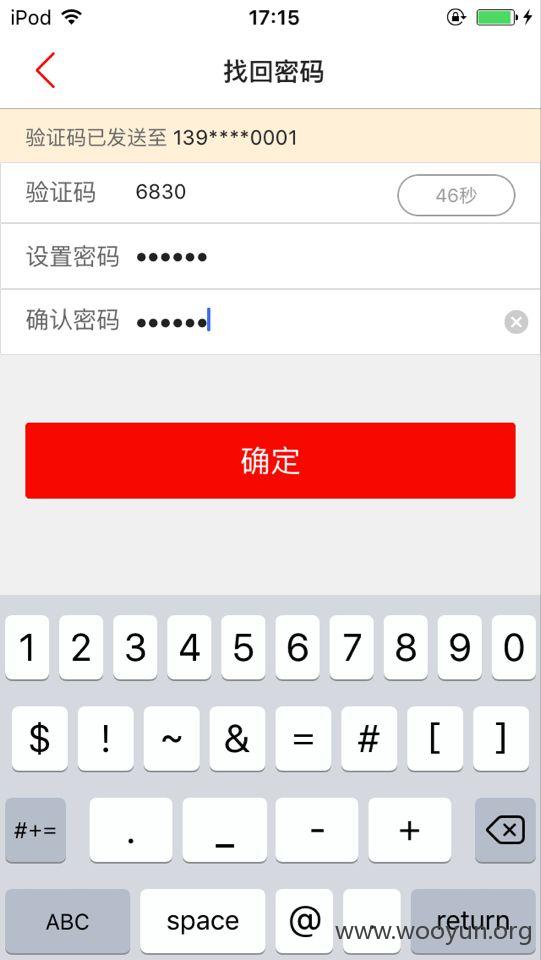 iPod 17:15
找回密码
验证码已发送至 139****0001
验证码 6830 46秒
设置密码 ••••••
确认密码 ••••••
确定
1 2 3 4 5 6 7 8 9 0
$ ! ~ & = # [ ]
#+= . _ - +
ABC space @ return
www.wooyun.org